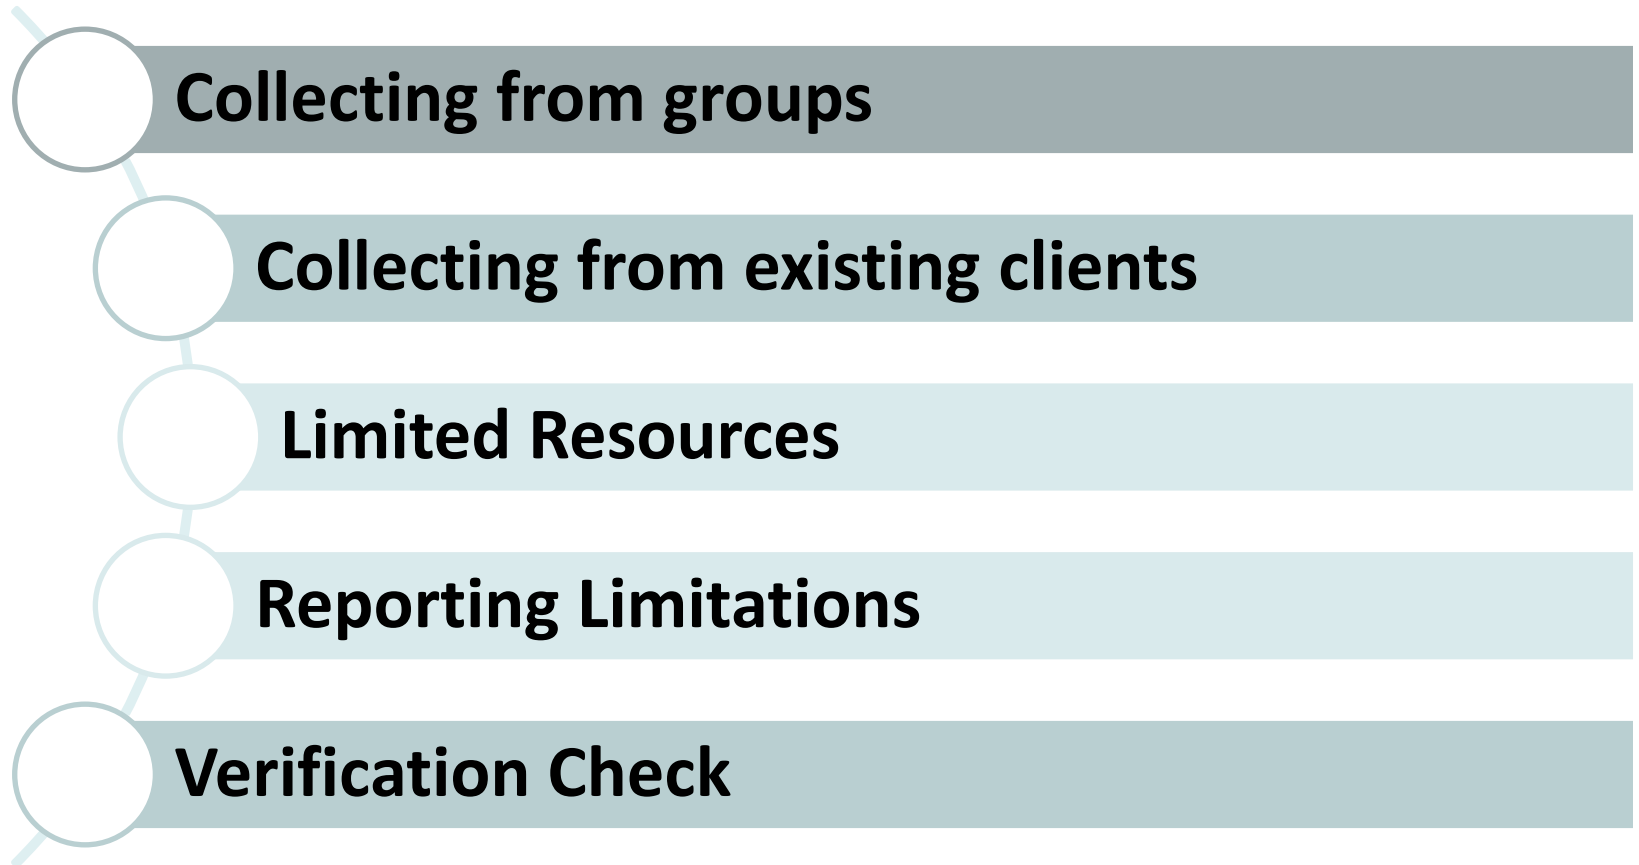 Collecting from groups
Collecting from existing clients
Limited Resources
Reporting Limitations
Verification Check